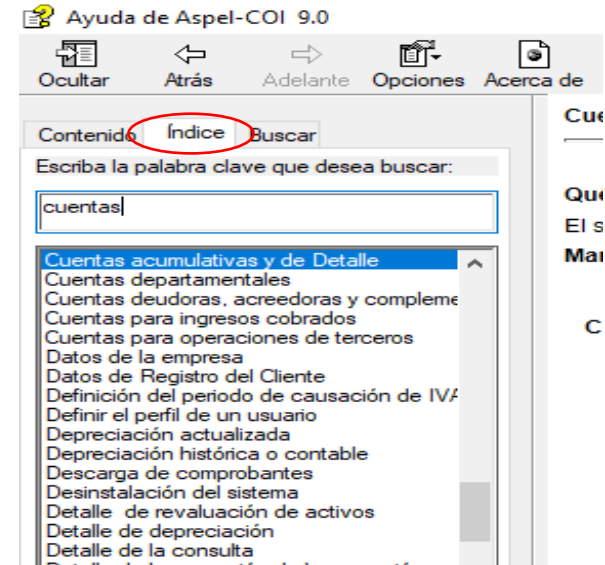 Ayuda de Aspel-COI 9.0
Ocultar Atrás Adelante Opciones Acerca de
Contenido Índice Buscar
Escriba la palabra clave que desea buscar:
cuentas
Cuentas acumulativas y de Detalle
Cuentas departamentales
Cuentas deudoras, acreedoras y compleme
Cuentas para ingresos cobrados
Cuentas para operaciones de terceros
Datos de la empresa
Datos de Registro del Cliente
Definición del periodo de causación de IVA
Definir el perfil de un usuario
Depreciación actualizada
Depreciación histórica o contable
Descarga de comprobantes
Desinstalación del sistema
Detalle de revaluación de activos
Detalle de depreciación
Detalle de la consulta
Cue
Que
El s
Mar
C